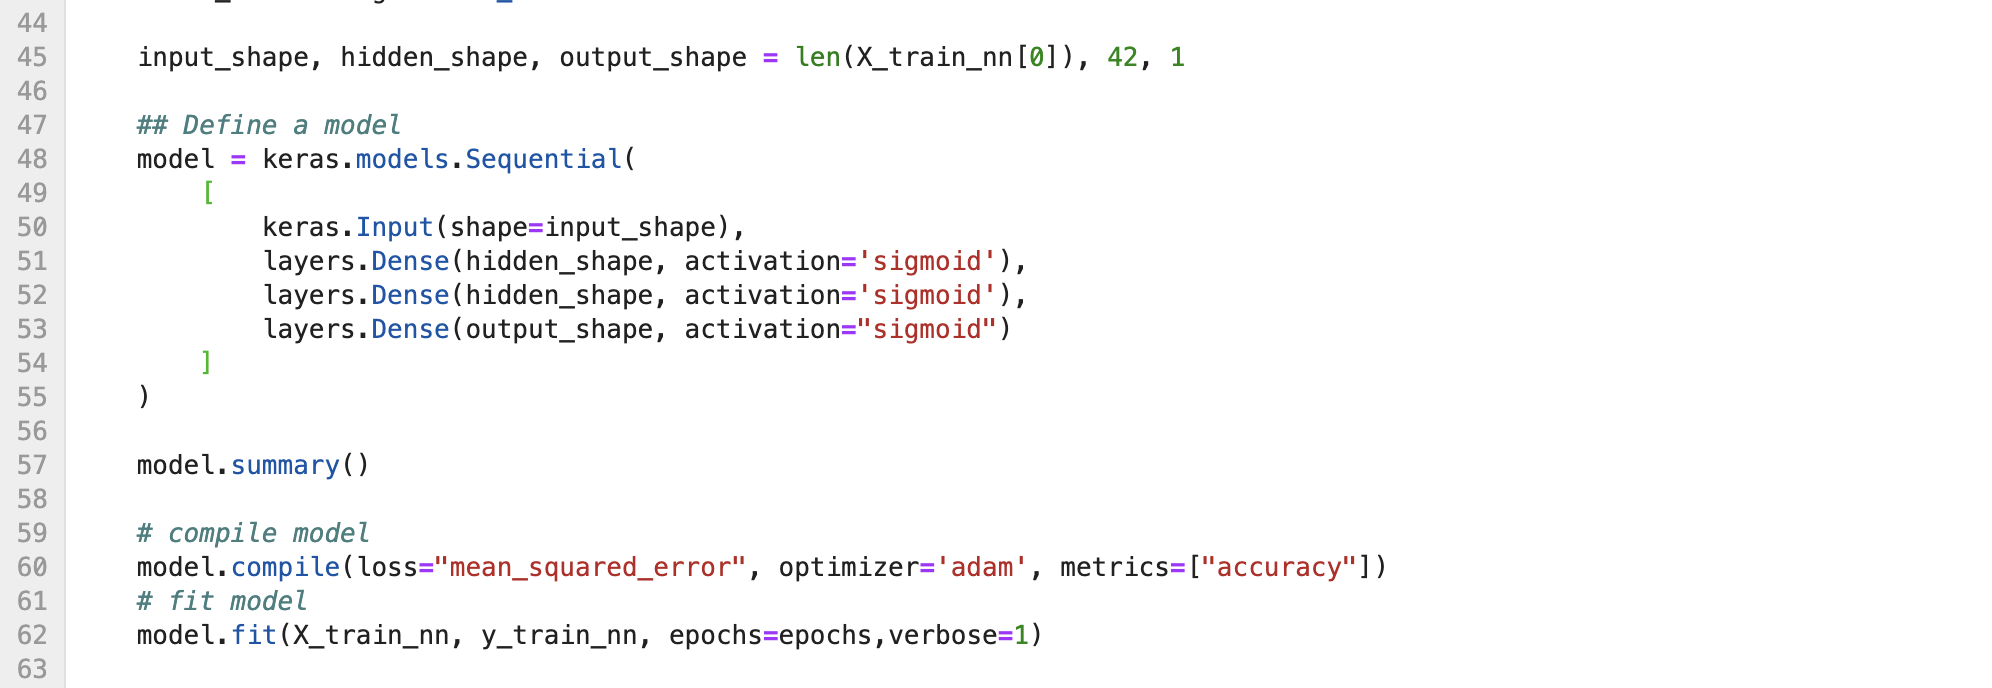 44
45 input_shape, hidden_shape, output_shape = len(X_train_nn[0]), 42, 1
46
47 ## Define a model
48 model = keras.models.Sequential(
49 [
50 keras.Input(shape=input_shape),
51 layers.Dense(hidden_shape, activation='sigmoid'),
52 layers.Dense(hidden_shape, activation='sigmoid'),
53 layers.Dense(output_shape, activation="sigmoid")
54 ]
55 )
56
57 model.summary()
58
59 # compile model
60 model.compile(loss="mean_squared_error", optimizer='adam', metrics=["accuracy"])
61 # fit model
62 model.fit(X_train_nn, y_train_nn, epochs=epochs,verbose=1)
63